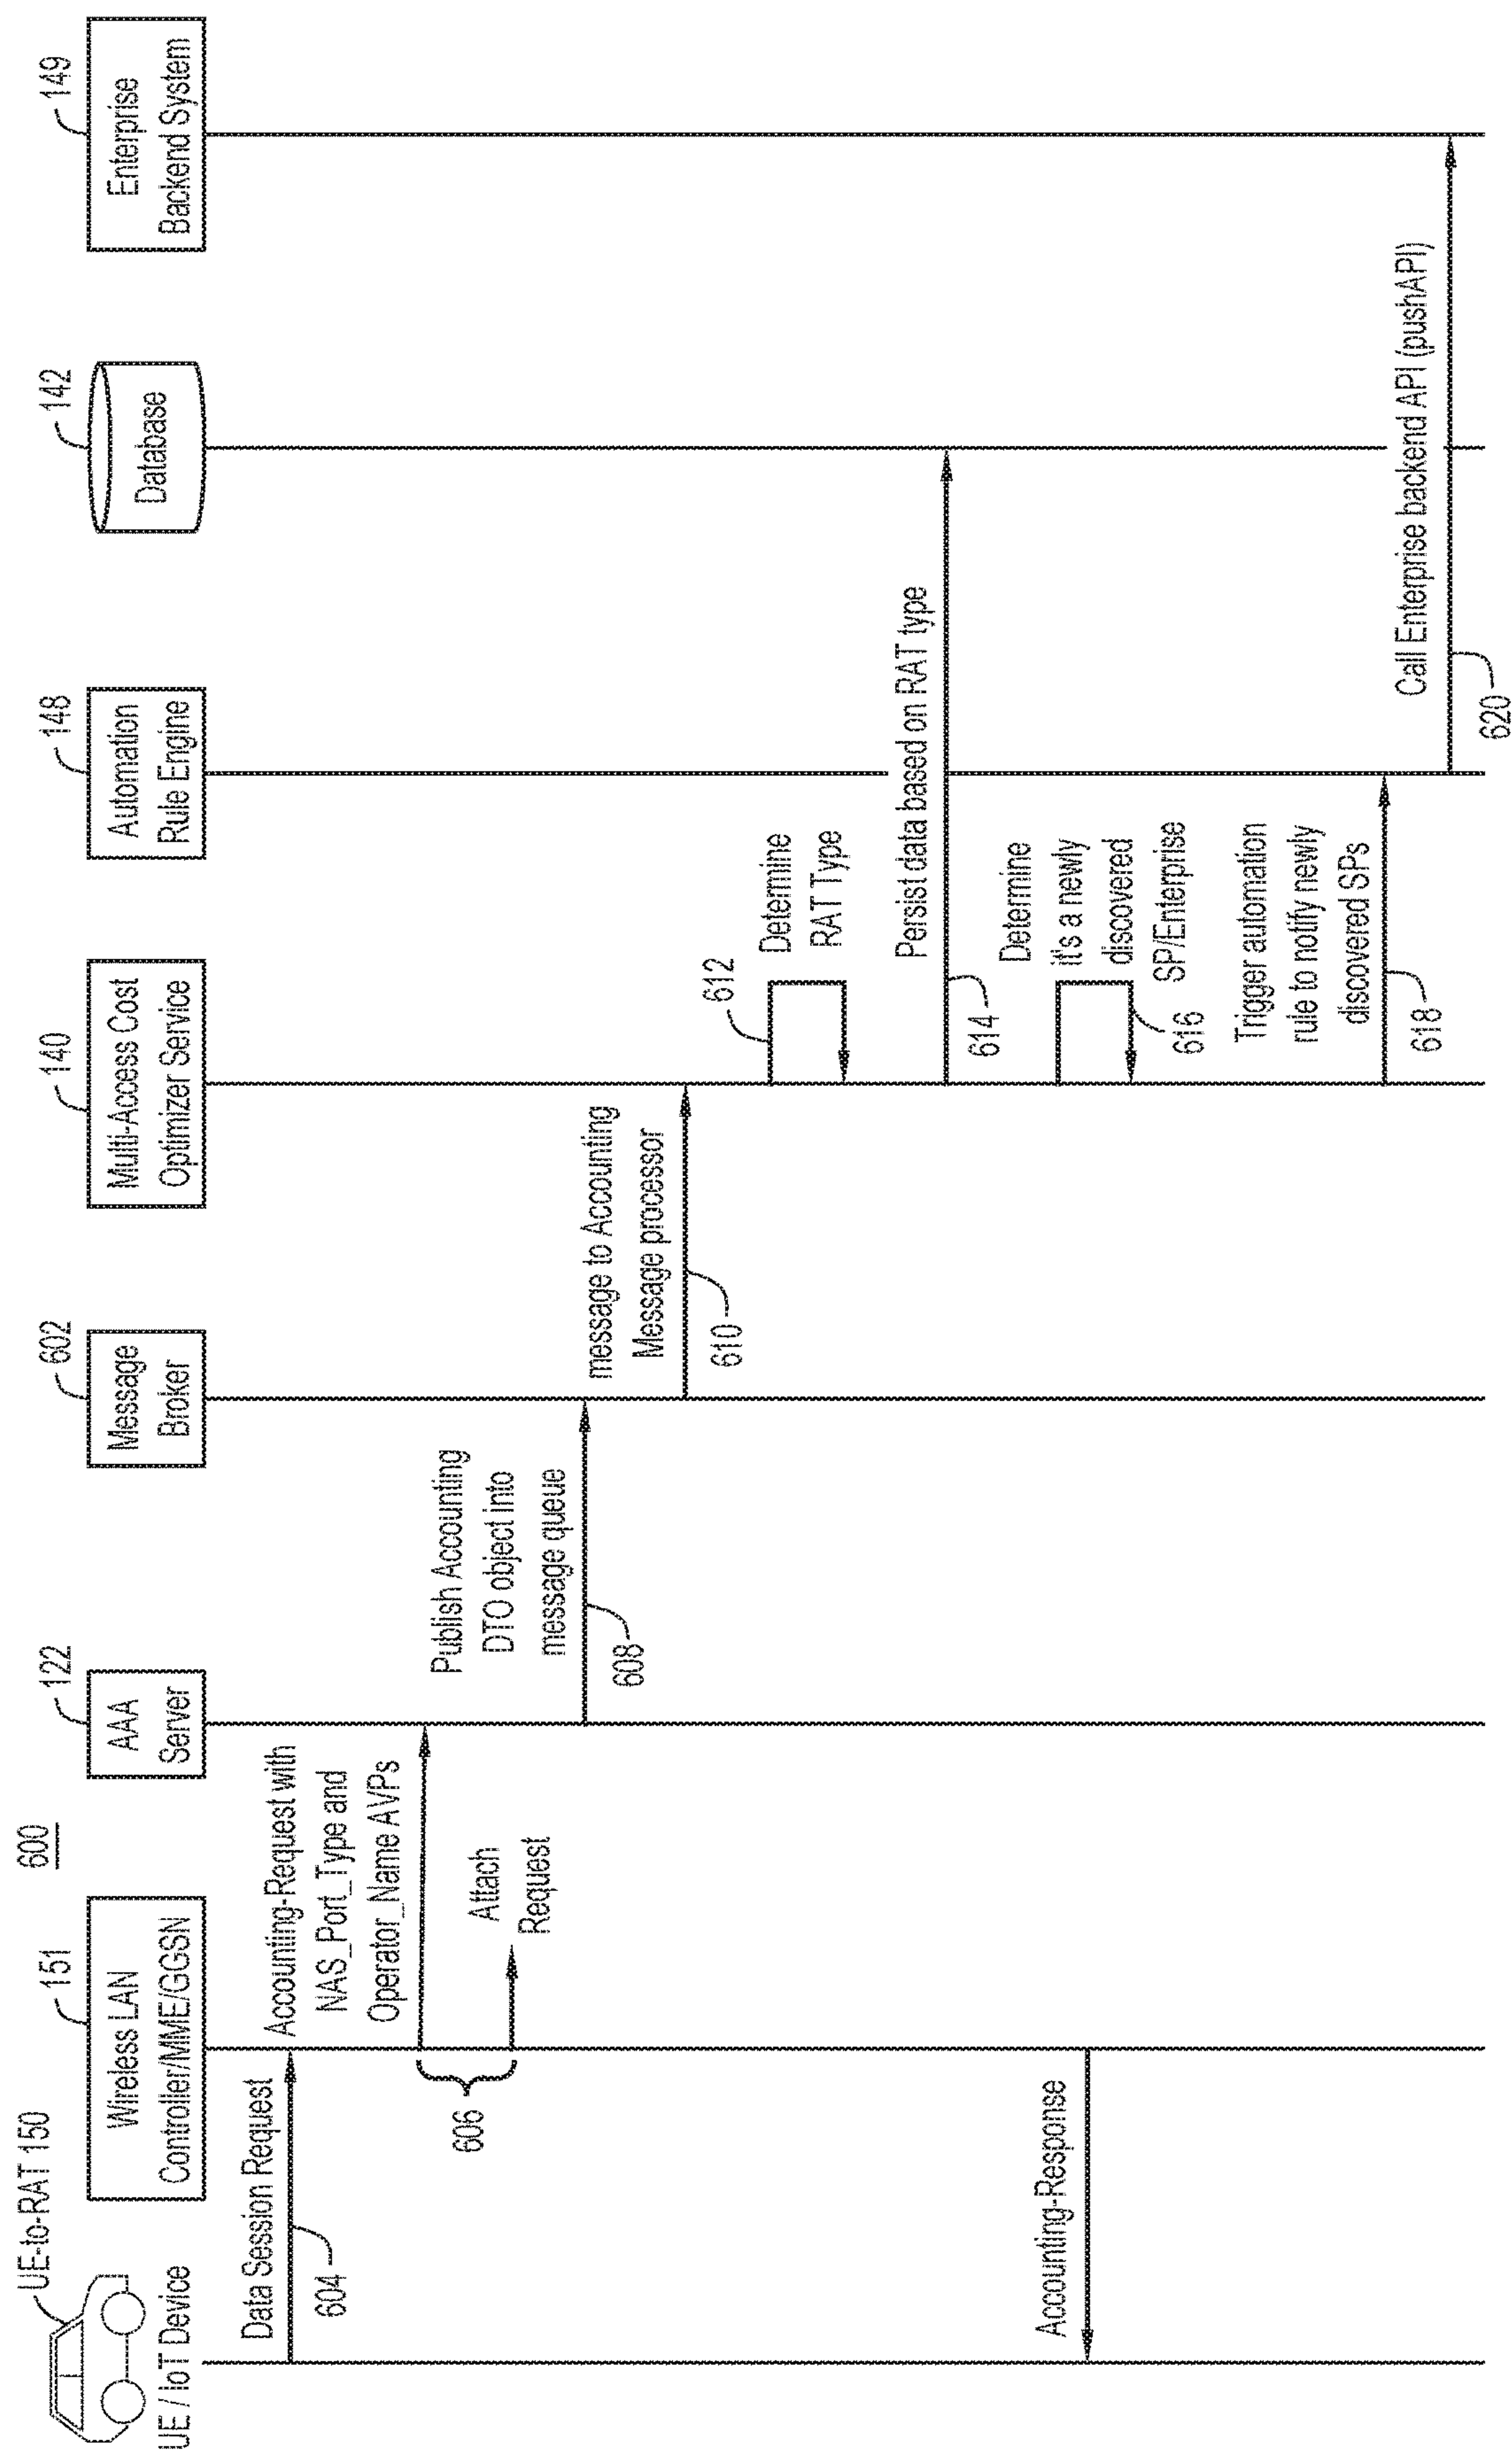 600
UE-to-RAT 150
UE / IoT Device
151
Wireless LAN
Controller/MME/GGSN
122
AAA
Server
602
Message
Broker
140
Multi-Access Cost
Optimizer Service
148
Automation
Rule Engine
142
Database
149
Enterprise
Backend System
Data Session Request
604
Accounting-Request with
NAS_Port_Type and
Operator_Name AVPs
Attach
Request
606
Publish Accounting
DTO object into
message queue
608
message to Accounting
Message processor
610
612
Determine
RAT Type
Persist data based on RAT type
614
Determine
it's a newly
discovered
SP/Enterprise
616
Accounting-Response
Trigger automation
rule to notify newly
discovered SPs
618
Call Enterprise backend API (pushAPI)
620